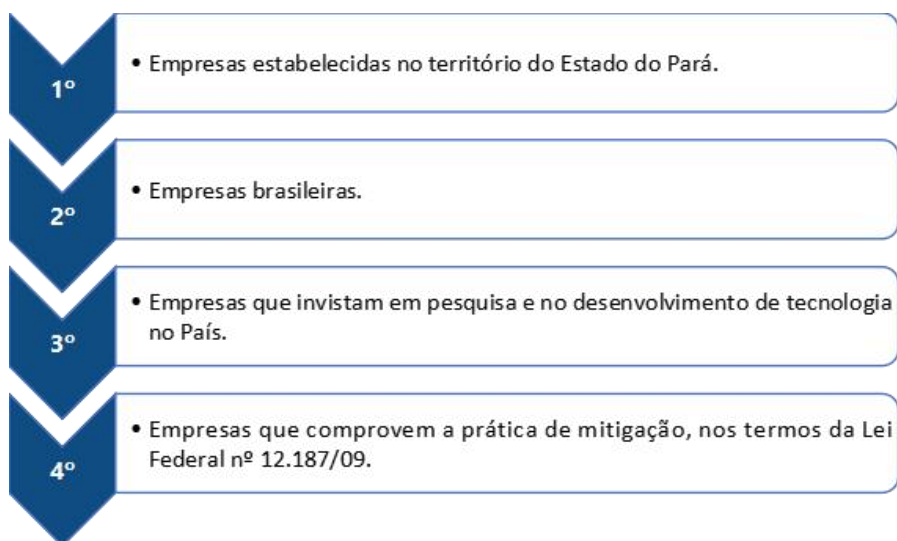 1º
• Empresas estabelecidas no território do Estado do Pará.
2º
• Empresas brasileiras.
3º
• Empresas que invistam em pesquisa e no desenvolvimento de tecnologia
no País.
4º
• Empresas que comprovem a prática de mitigação, nos termos da Lei
Federal nº 12.187/09.